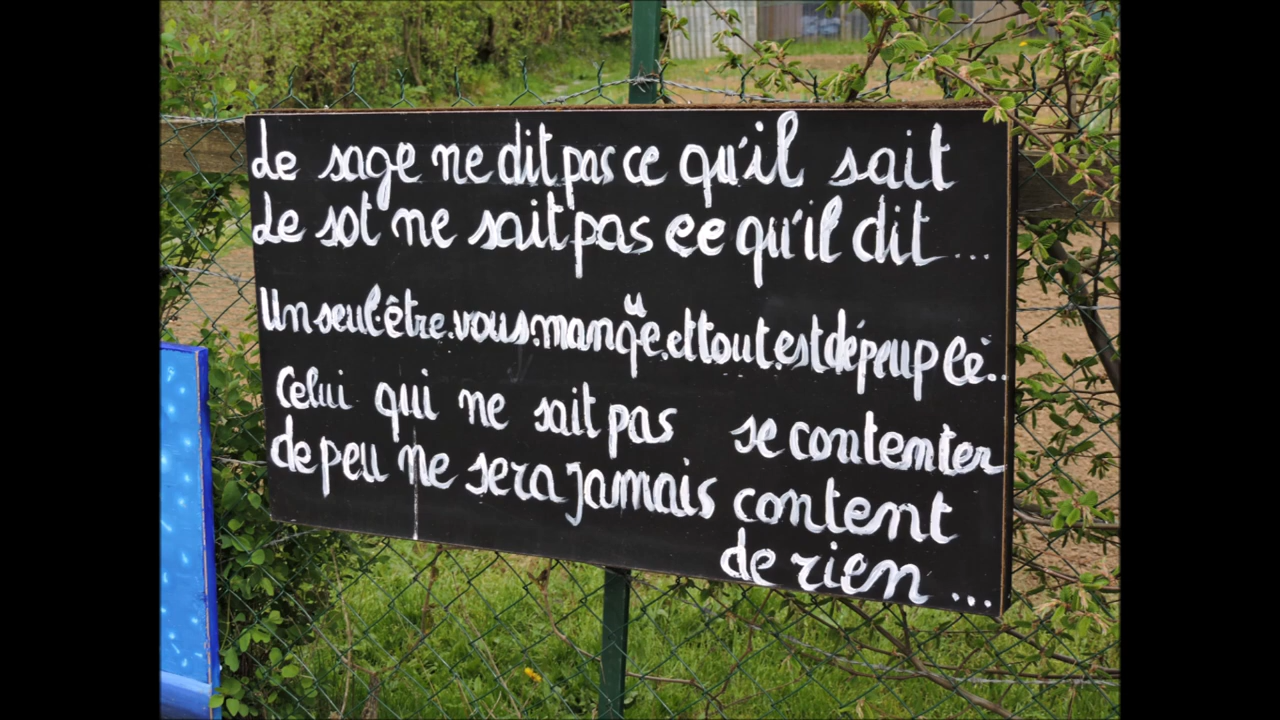 Le sage ne dit pas ce qu'il sait
Le sot ne sait pas ce qu'il dit...
Un seul être vous manque et tout est dépeuplé...
Celui qui ne sait pas se contenter
de peu ne sera jamais content
de rien...